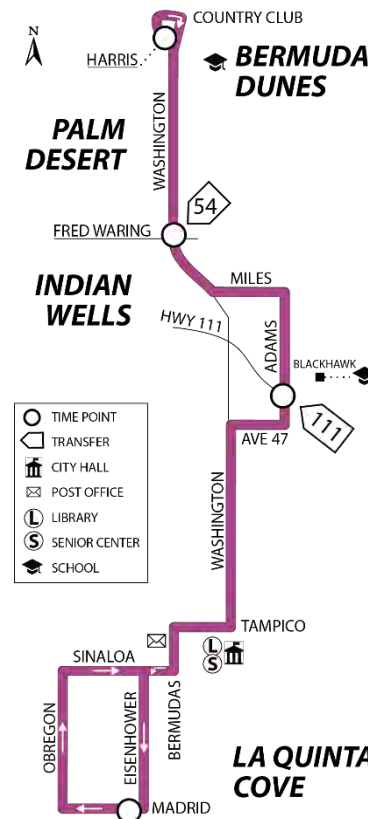 N
COUNTRY CLUB
HARRIS
BERMUDA
DUNES
PALM
DESERT
WASHINGTON
54
FRED WARING
INDIAN
WELLS
MILES
HWY 111
ADAMS
BLACKHAWK
111
AVE 47
TIME POINT
TRANSFER
CITY HALL
POST OFFICE
L LIBRARY
S SENIOR CENTER
SCHOOL
WASHINGTON
TAMPICO
L
S
SINALOA
BERMUDAS
EISENHOWER
OBREGON
MADRID
LA QUINTA
COVE